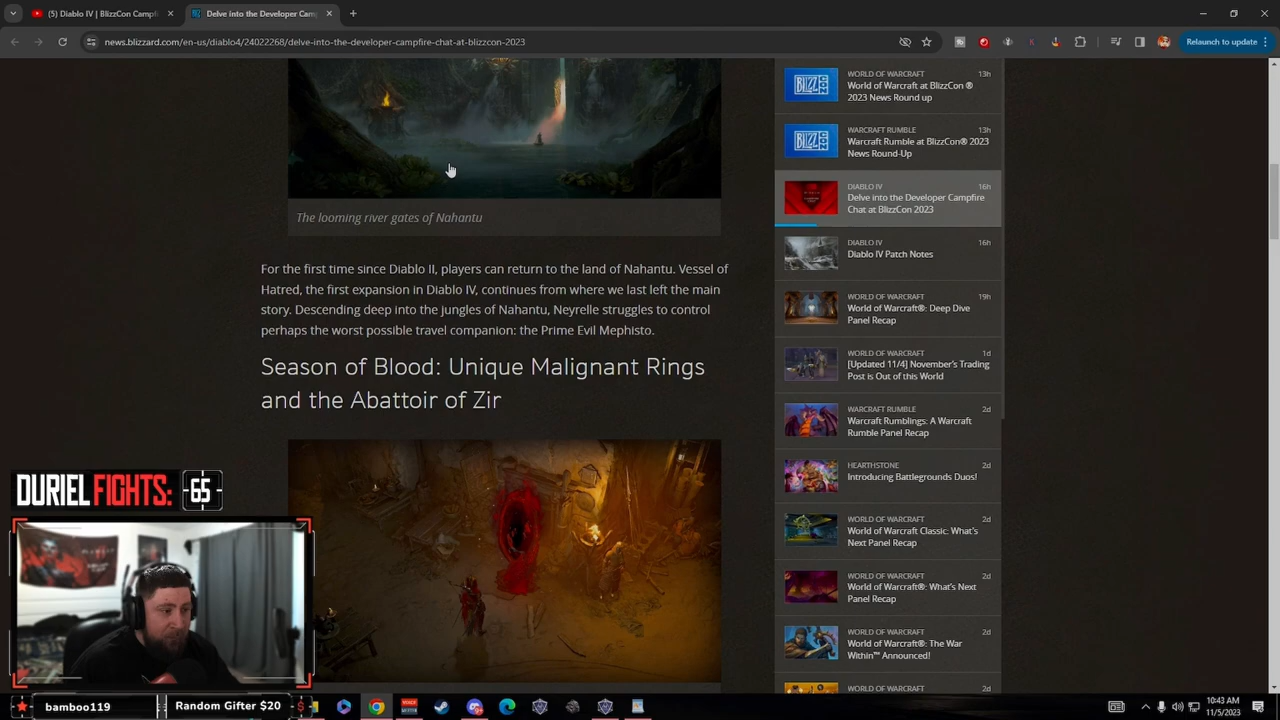 (5) Diablo IV | BlizzCon Campfi
Delve into the Developer Camp
news.blizzard.com/en-us/diablo4/24022268/delve-into-the-developer-campfire-chat-at-blizzcon-2023
Relaunch to update
The looming river gates of Nahantu
For the first time since Diablo II, players can return to the land of Nahantu. Vessel of
Hatred, the first expansion in Diablo IV, continues from where we last left the main
story. Descending deep into the jungles of Nahantu, Neyrelle struggles to control
perhaps the worst possible travel companion: the Prime Evil Mephisto.
Season of Blood: Unique Malignant Rings
and the Abattoir of Zir
WORLD OF WARCRAFT 13h
World of Warcraft at BlizzCon ®
2023 News Round up
WARCRAFT RUMBLE 13h
Warcraft Rumble at BlizzCon® 2023
News Round-Up
DIABLO IV 16h
Delve into the Developer Campfire
Chat at BlizzCon 2023
DIABLO IV 16h
Diablo IV Patch Notes
WORLD OF WARCRAFT 19h
World of Warcraft®: Deep Dive
Panel Recap
WORLD OF WARCRAFT 1d
[Updated 11/4] November's Trading
Post is Out of this World
WARCRAFT RUMBLE 2d
Warcraft Rumblings: A Warcraft
Rumble Panel Recap
HEARTHSTONE 2d
Introducing Battlegrounds Duos!
WORLD OF WARCRAFT 2d
World of Warcraft Classic: What's
Next Panel Recap
WORLD OF WARCRAFT 2d
World of Warcraft®: What's Next
Panel Recap
WORLD OF WARCRAFT 2d
World of Warcraft®: The War
Within™ Announced!
WORLD OF WARCRAFT 2d
BLIZZ
BLIZZ
DURIEL FIGHTS: -65-
bamboo119
Random Gifter $20
10:43 AM
11/5/2023